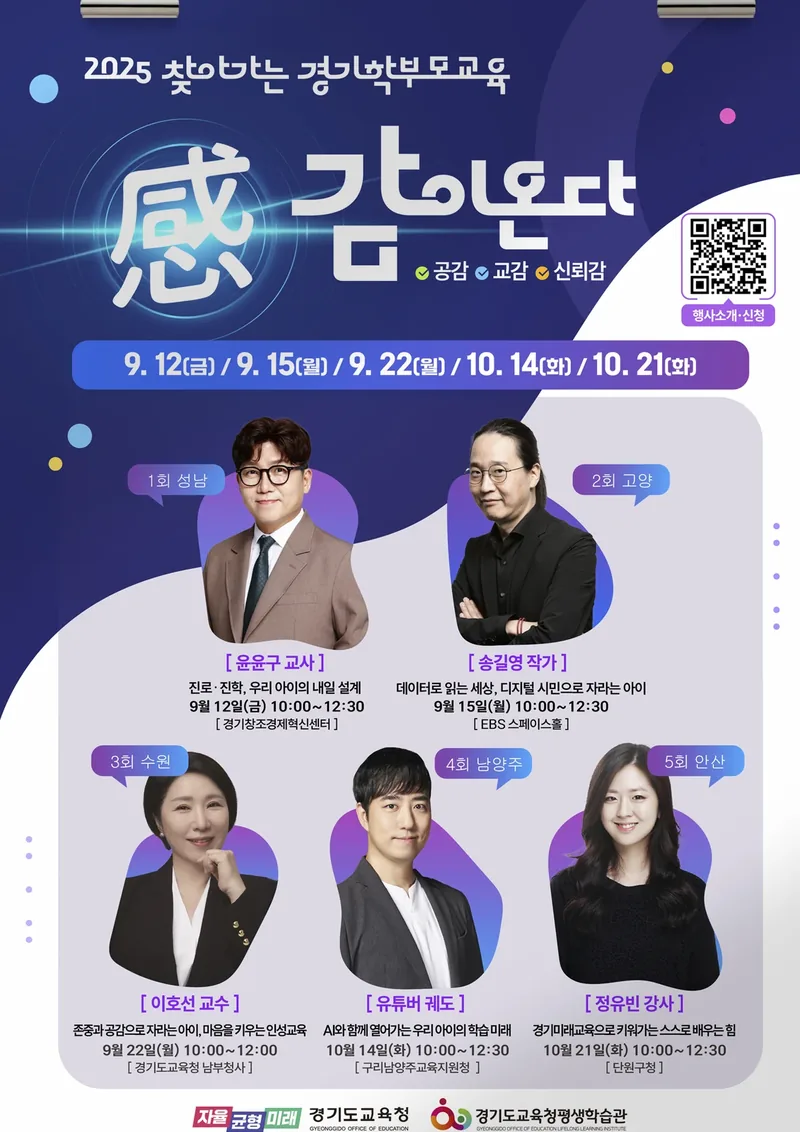 2025 찾아가는 경기학부모교육
感 감이온다
공감 교감 신뢰감
행사소개·신청
9. 12(금) / 9. 15(월) / 9. 22(월) / 10. 14(화) / 10. 21(화)
1회 성남
2회 고양
[ 윤윤구 교사 ]
진로·진학, 우리 아이의 내일 설계
9월 12일(금) 10:00~12:30
[ 경기창조경제혁신센터 ]
[ 송길영 작가 ]
데이터로 읽는 세상, 디지털 시민으로 자라는 아이
9월 15일(월) 10:00~12:30
[ EBS 스페이스홀 ]
3회 수원
4회 남양주
5회 안산
[ 이호선 교수 ]
존중과 공감으로 자라는 아이, 마음을 키우는 인성교육
9월 22일(월) 10:00~12:00
[ 경기도교육청 남부청사 ]
[ 유튜버 궤도 ]
AI와 함께 열어가는 우리 아이의 학습 미래
10월 14일(화) 10:00~12:30
[ 구리남양주교육지원청 ]
[ 정유빈 강사 ]
경기미래교육으로 키워가는 스스로 배우는 힘
10월 21일(화) 10:00~12:30
[ 단원구청 ]
자율 균형 미래
경기도교육청
GYEONGGIDO OFFICE OF EDUCATION
경기도교육청평생학습관
GYEONGGIDO OFFICE OF EDUCATION LIFELONG LEARNING INSTITUTE